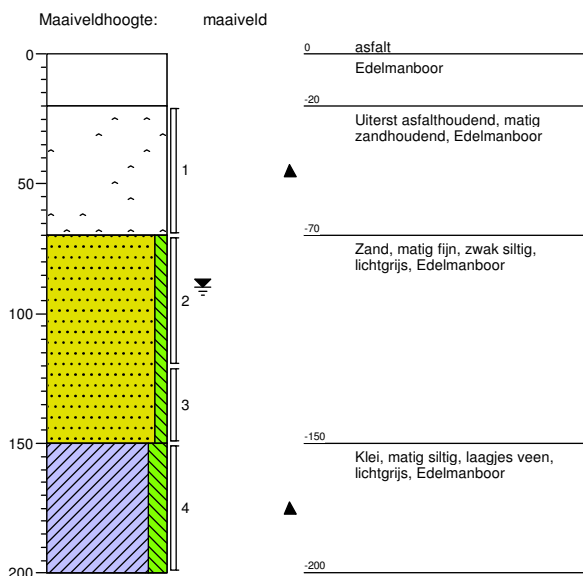 Maaiveldhoogte: maaiveld
0
0 asfalt
Edelmanboor
-20
Uiterst asfalthoudend, matig
zandhoudend, Edelmanboor
1
50
-70
Zand, matig fijn, zwak siltig,
lichtgrijs, Edelmanboor
2
100
3
150
-150
Klei, matig siltig, laagjes veen,
lichtgrijs, Edelmanboor
4
200
-200